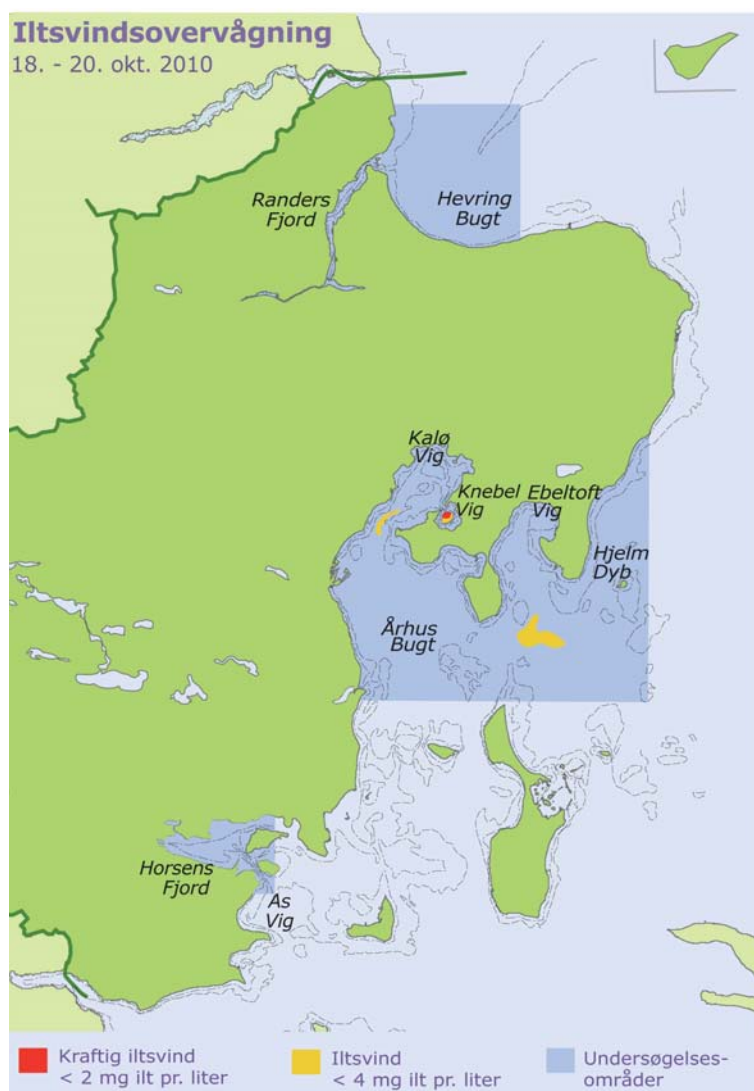 Iltsvindsovervågning
18. - 20. okt. 2010
Randers
Fjord
Hevring
Bugt
Kalø
Vig
Knebel
Vig
Ebeltoft
Vig
Hjelm
Dyb
Århus
Bugt
Horsens
Fjord
As
Vig
Kraftig iltsvind
< 2 mg ilt pr. liter
Iltsvind
< 4 mg ilt pr. liter
Undersøgelses-
områder